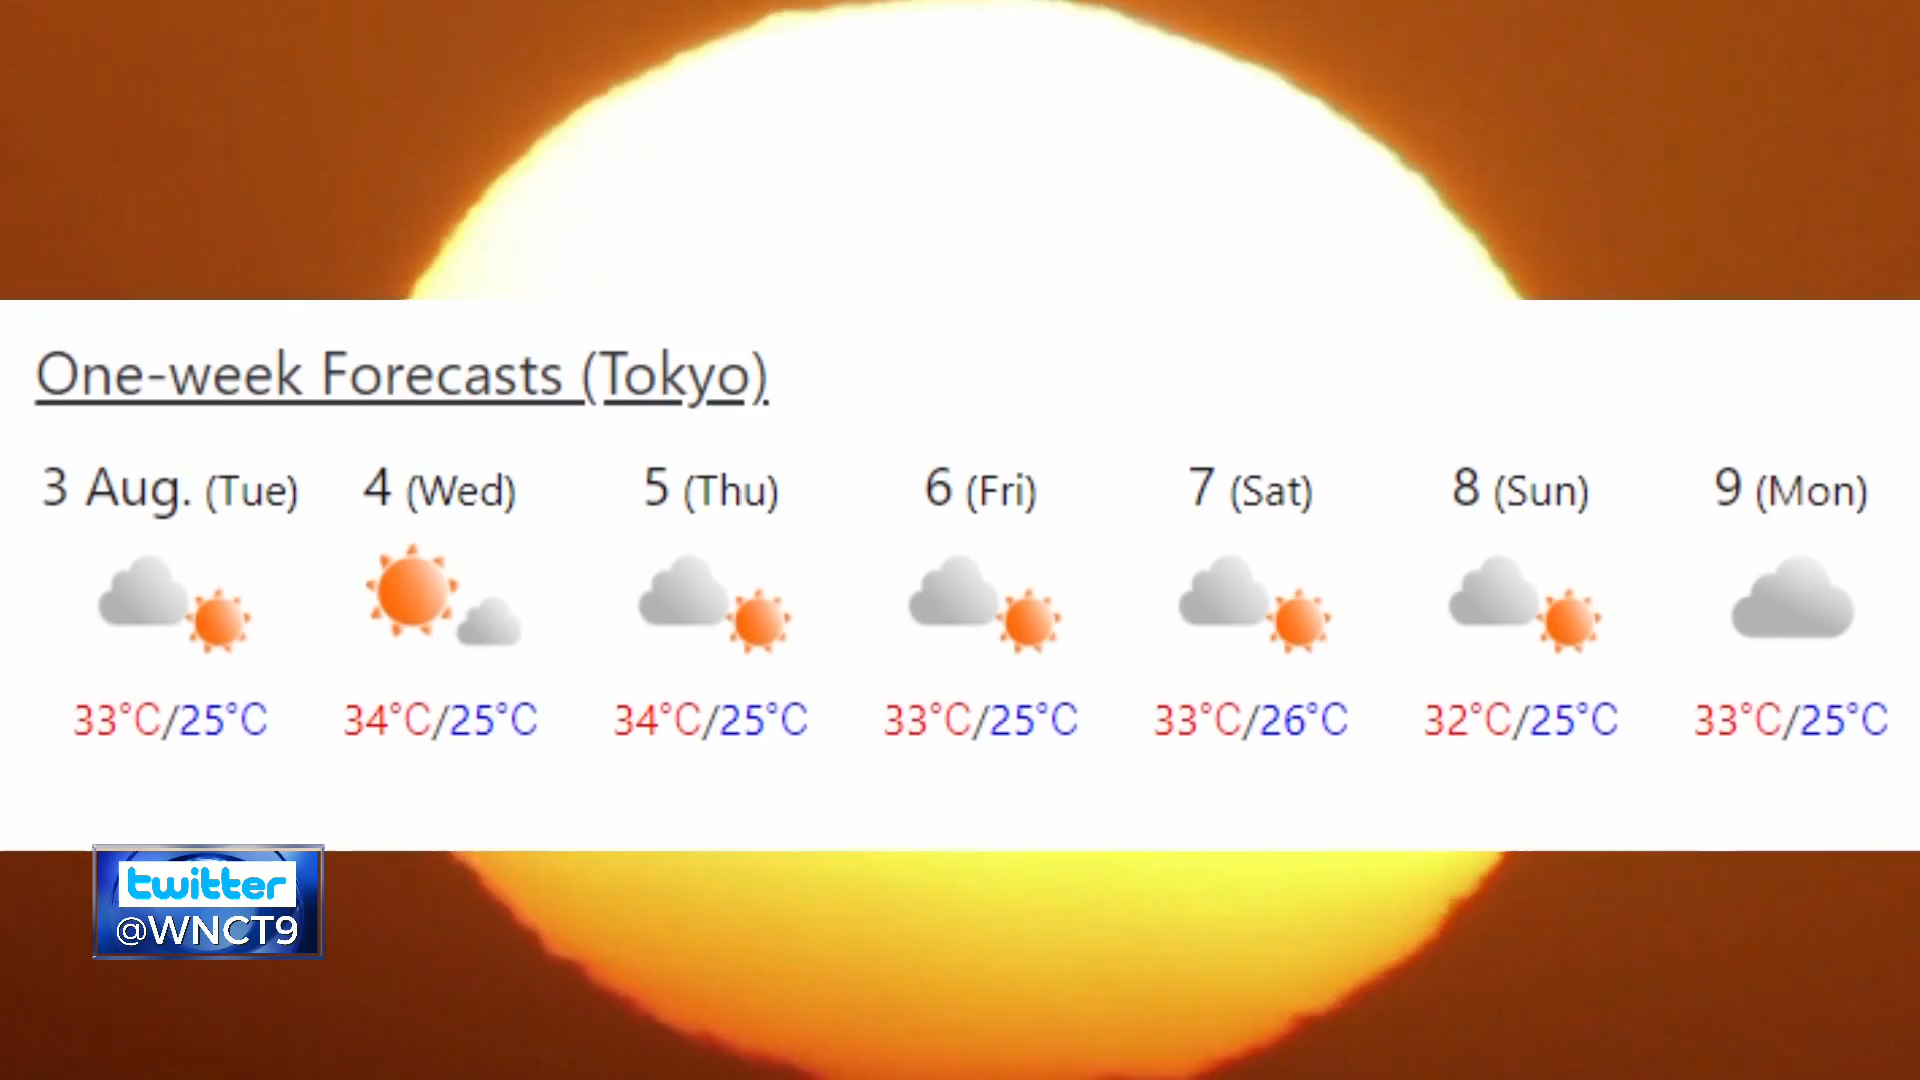 One-week Forecasts (Tokyo)
3 Aug. (Tue) 4 (Wed) 5 (Thu) 6 (Fri) 7 (Sat) 8 (Sun) 9 (Mon)
33°C/25°C 34°C/25°C 34°C/25°C 33°C/25°C 33°C/26°C 32°C/25°C 33°C/25°C
twitter
@WNCT9